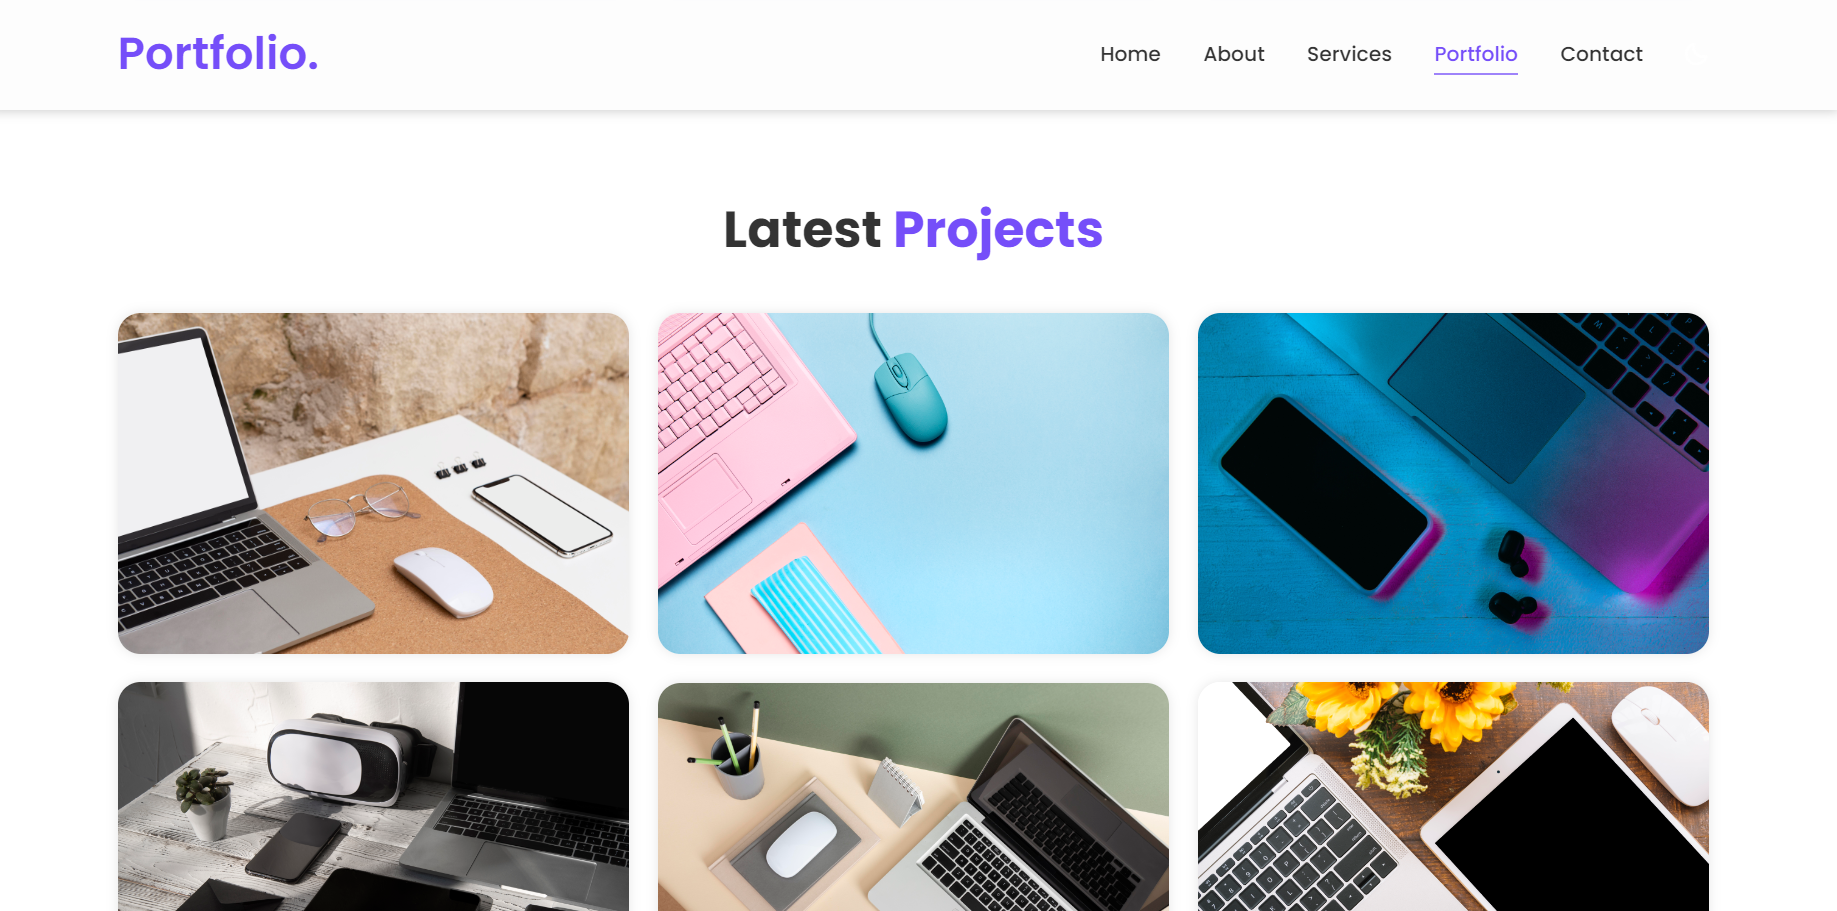 Portfolio.
Home About Services Portfolio Contact
Latest Projects